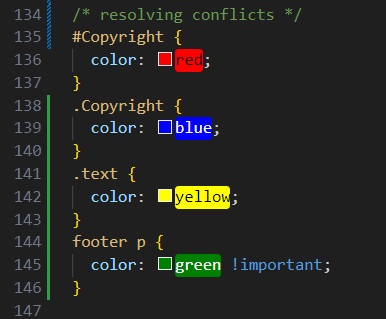 134 /* resolving conflicts */
135 #Copyright {
136   color: red;
137 }
138 .Copyright {
139   color: blue;
140 }
141 .text {
142   color: yellow;
143 }
144 footer p {
145   color: green !important;
146 }
147